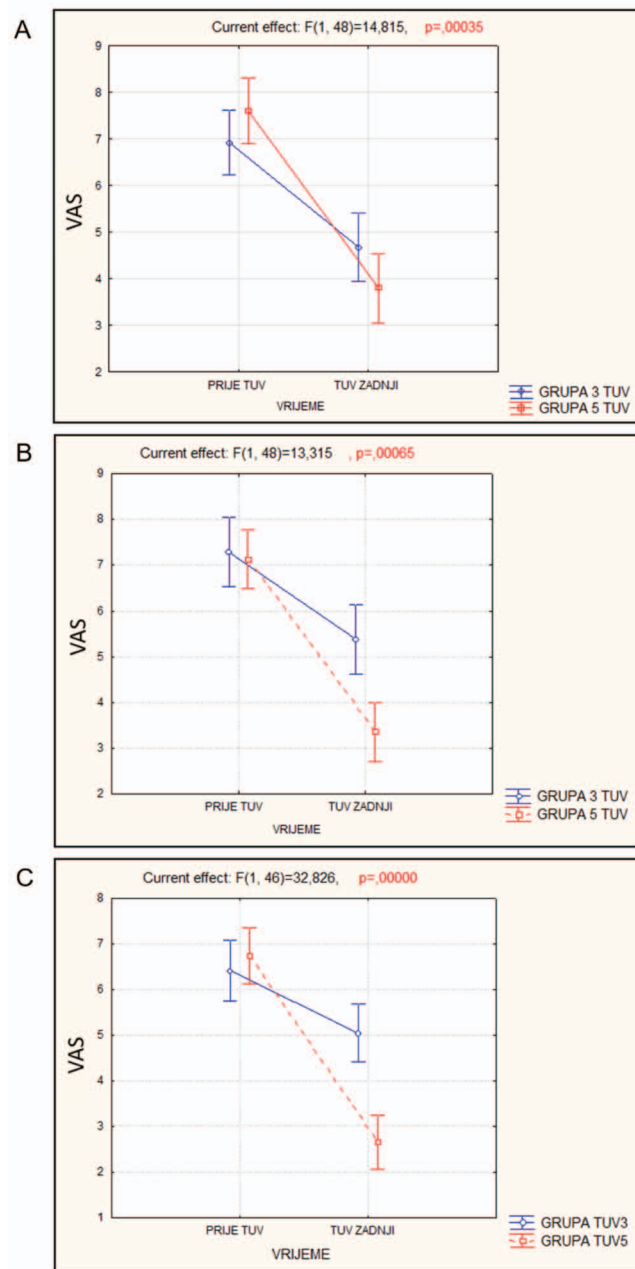 A
Current effect: F(1, 48)=14,815, p=,00035
9
8
7
6
5
4
3
2
VAS
PRIJE TUV
TUV ZADNJI
VRIJEME
GRUPA 3 TUV
GRUPA 5 TUV
B
Current effect: F(1, 48)=13,315 , p=,00065
9
8
7
6
5
4
3
2
VAS
PRIJE TUV
TUV ZADNJI
VRIJEME
GRUPA 3 TUV
GRUPA 5 TUV
C
Current effect: F(1, 46)=32,826, p=,00000
8
7
6
5
4
3
2
1
VAS
PRIJE TUV
TUV ZADNJI
VRIJEME
GRUPA TUV3
GRUPA TUV5